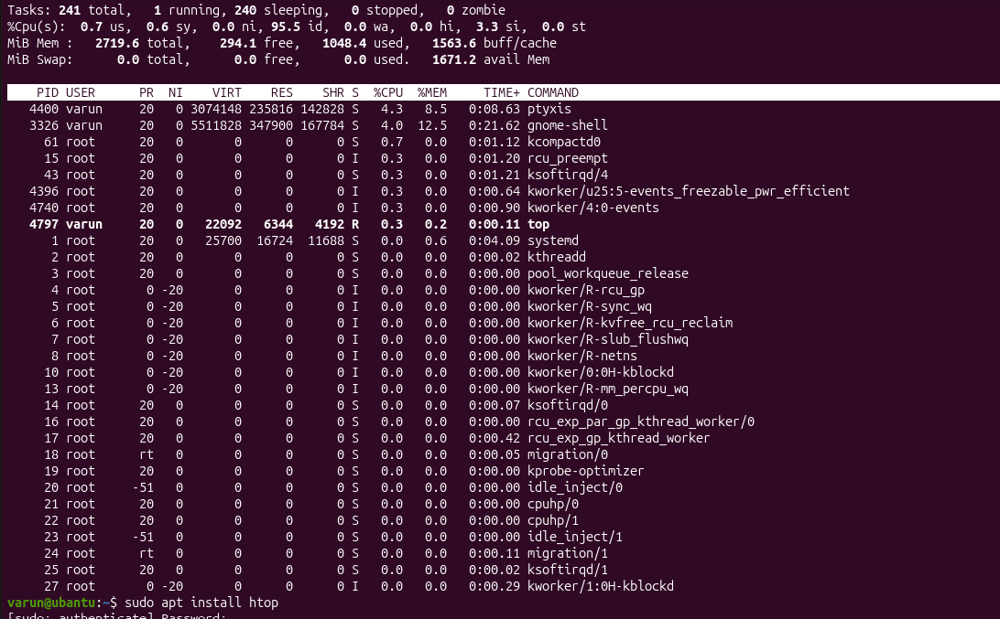 Tasks: 241 total,   1 running, 240 sleeping,   0 stopped,   0 zombie
%Cpu(s):  0.7 us,  0.6 sy,  0.0 ni, 95.5 id,  0.0 wa,  0.0 hi,  3.3 si,  0.0 st
MiB Mem :   2719.6 total,    294.1 free,   1048.4 used,   1563.6 buff/cache
MiB Swap:      0.0 total,      0.0 free,      0.0 used.   1671.2 avail Mem
    PID USER      PR  NI    VIRT    RES    SHR S  %CPU  %MEM     TIME+ COMMAND
   4400 varun     20   0 3074148 235816 142828 S   4.3   8.5   0:08.63 ptyxis
   3326 varun     20   0 5511828 347900 167784 S   4.0  12.5   0:21.62 gnome-shell
     61 root      20   0       0      0      0 S   0.7   0.0   0:01.12 kcompactd0
     15 root      20   0       0      0      0 I   0.3   0.0   0:01.20 rcu_preempt
     43 root      20   0       0      0      0 S   0.3   0.0   0:01.21 ksoftirqd/4
   4396 root      20   0       0      0      0 I   0.3   0.0   0:00.64 kworker/u25:5-events_freezable_pwr_efficient
   4740 root      20   0       0      0      0 I   0.3   0.0   0:00.90 kworker/4:0-events
   4797 varun     20   0   22092   6344   4192 R   0.3   0.2   0:00.11 top
      1 root      20   0   25700  16724  11688 S   0.0   0.6   0:04.09 systemd
      2 root      20   0       0      0      0 S   0.0   0.0   0:00.02 kthreadd
      3 root      20   0       0      0      0 S   0.0   0.0   0:00.00 pool_workqueue_release
      4 root       0 -20       0      0      0 I   0.0   0.0   0:00.00 kworker/R-rcu_gp
      5 root       0 -20       0      0      0 I   0.0   0.0   0:00.00 kworker/R-sync_wq
      6 root       0 -20       0      0      0 I   0.0   0.0   0:00.00 kworker/R-kvfree_rcu_reclaim
      7 root       0 -20       0      0      0 I   0.0   0.0   0:00.00 kworker/R-slub_flushwq
      8 root       0 -20       0      0      0 I   0.0   0.0   0:00.00 kworker/R-netns
     10 root       0 -20       0      0      0 I   0.0   0.0   0:00.00 kworker/0:0H-kblockd
     13 root       0 -20       0      0      0 I   0.0   0.0   0:00.00 kworker/R-mm_percpu_wq
     14 root      20   0       0      0      0 S   0.0   0.0   0:00.07 ksoftirqd/0
     16 root      20   0       0      0      0 S   0.0   0.0   0:00.00 rcu_exp_par_gp_kthread_worker/0
     17 root      20   0       0      0      0 S   0.0   0.0   0:00.42 rcu_exp_gp_kthread_worker
     18 root      rt   0       0      0      0 S   0.0   0.0   0:00.05 migration/0
     19 root      20   0       0      0      0 S   0.0   0.0   0:00.00 kprobe-optimizer
     20 root     -51   0       0      0      0 S   0.0   0.0   0:00.00 idle_inject/0
     21 root      20   0       0      0      0 S   0.0   0.0   0:00.00 cpuhp/0
     22 root      20   0       0      0      0 S   0.0   0.0   0:00.00 cpuhp/1
     23 root     -51   0       0      0      0 S   0.0   0.0   0:00.00 idle_inject/1
     24 root      rt   0       0      0      0 S   0.0   0.0   0:00.11 migration/1
     25 root      20   0       0      0      0 S   0.0   0.0   0:00.02 ksoftirqd/1
     27 root       0 -20       0      0      0 I   0.0   0.0   0:00.29 kworker/1:0H-kblockd
varun@ubantu:~$ sudo apt install htop
[sudo: authenticate] Password: